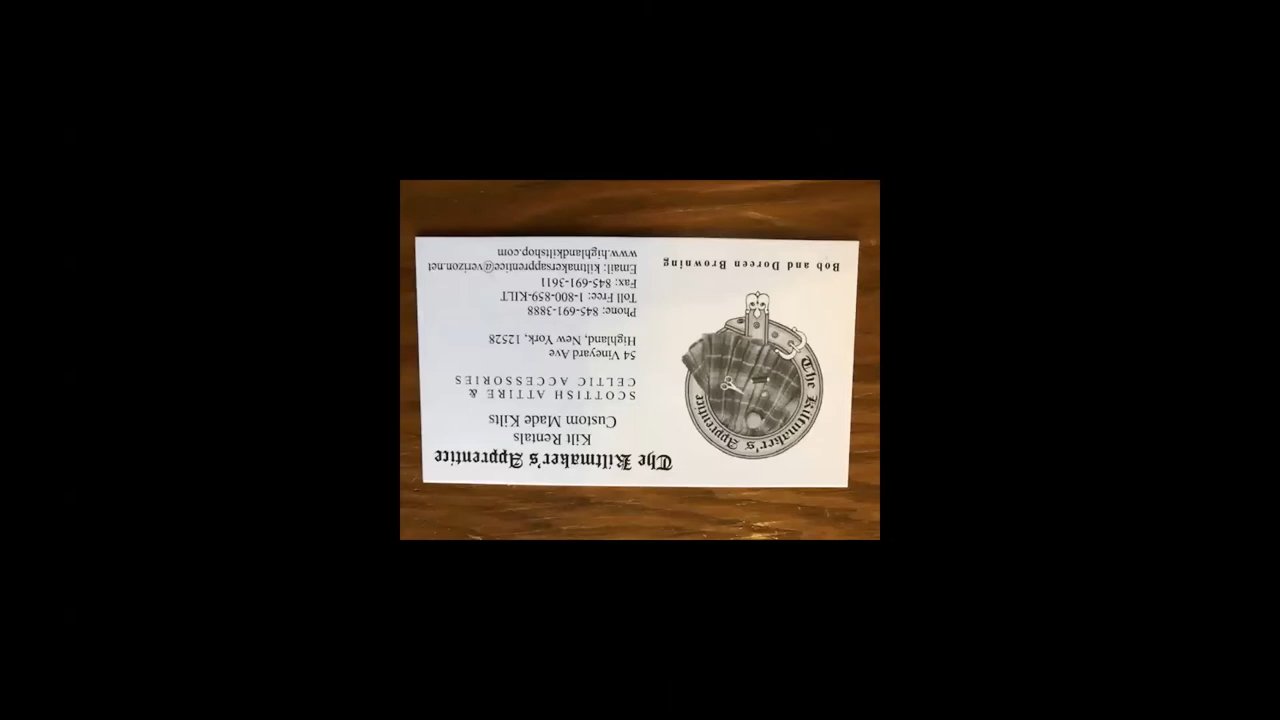 The Kiltmaker's Apprentice
Kilt Rentals
Custom Made Kilts
SCOTTISH ATTIRE &
CELTIC ACCESSORIES
54 Vineyard Ave
Highland, New York, 12528
Phone: 845-691-3888
Toll Free: 1-800-859-KILT
Fax: 845-691-3611
Email: kiltmakersapprentice@verizon.net
www.highlandkiltshop.com
The Kiltmaker's Apprentice
Bob and Doreen Browning